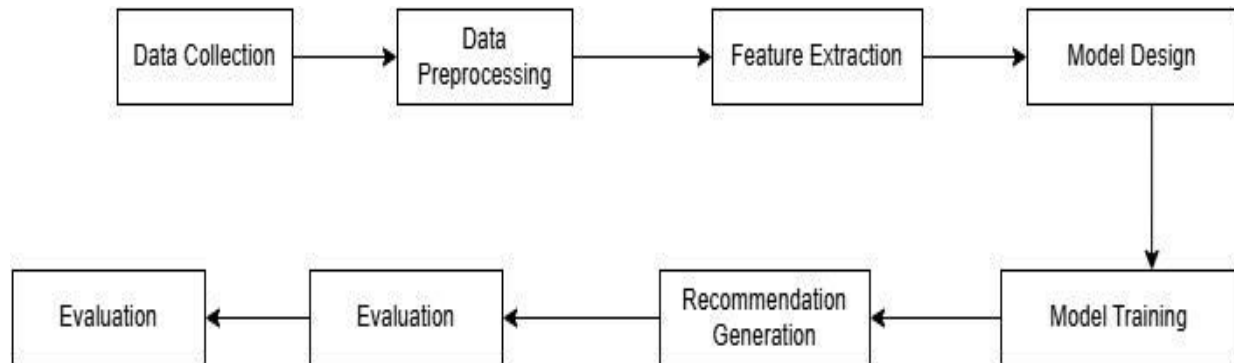 Data Collection
Data
Preprocessing
Feature Extraction
Model Design
Model Training
Recommendation
Generation
Evaluation
Evaluation